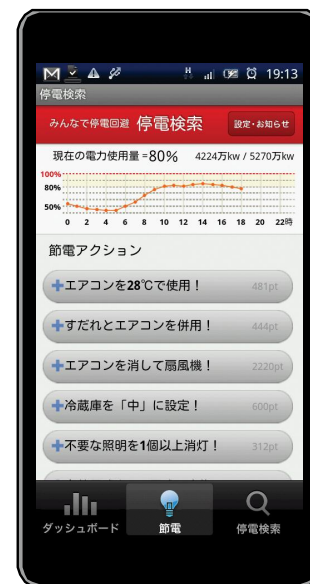 19:13
停電検索
みんなで停電回避 停電検索 設定・お知らせ
現在の電力使用量=80% 4224万kw / 5270万kw
100%
80%
50%
0 2 4 6 8 10 12 14 16 18 20 22時
節電アクション
+エアコンを28℃で使用! 481pt
+すだれとエアコンを併用! 444pt
+エアコンを消して扇風機! 2220pt
+冷蔵庫を「中」に設定! 600pt
+不要な照明を1個以上消灯! 312pt
ダッシュボード 節電 停電検索